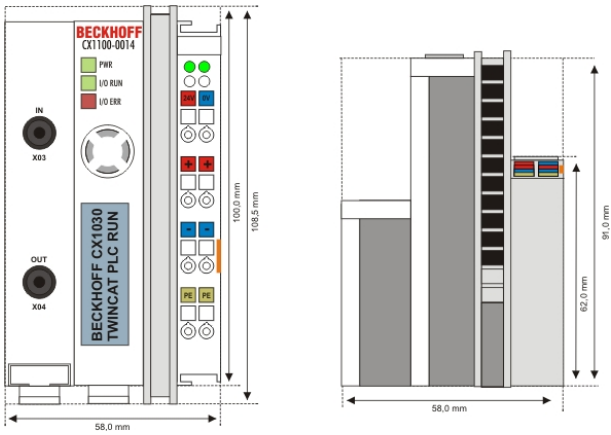 BECKHOFF
CX1100-0014
PWR
I/O RUN
I/O ERR
IN
X03
OUT
X04
BECKHOFF CX1030
TWINCAT PLC RUN
24V 0V
+ +
- -
PE PE
100,0 mm
108,5 mm
58,0 mm
91,0 mm
62,0 mm
58,0 mm